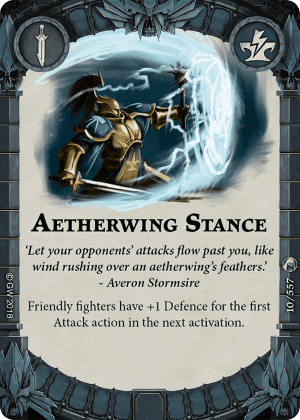 AETHERWING STANCE
'Let your opponents' attacks flow past you, like
wind rushing over an aetherwing's feathers.'
- Averon Stormsire
Friendly fighters have +1 Defence for the first
Attack action in the next activation.
© GW 2018
10/557